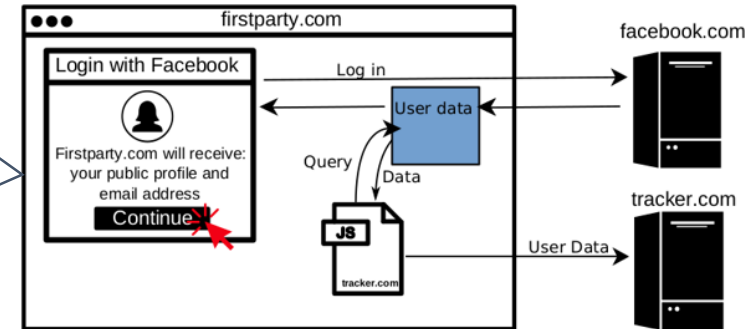 firstparty.com
Login with Facebook
Firstparty.com will receive:
your public profile and
email address
Continue
Log in
User data
Query
Data
JS
tracker.com
User Data
facebook.com
tracker.com